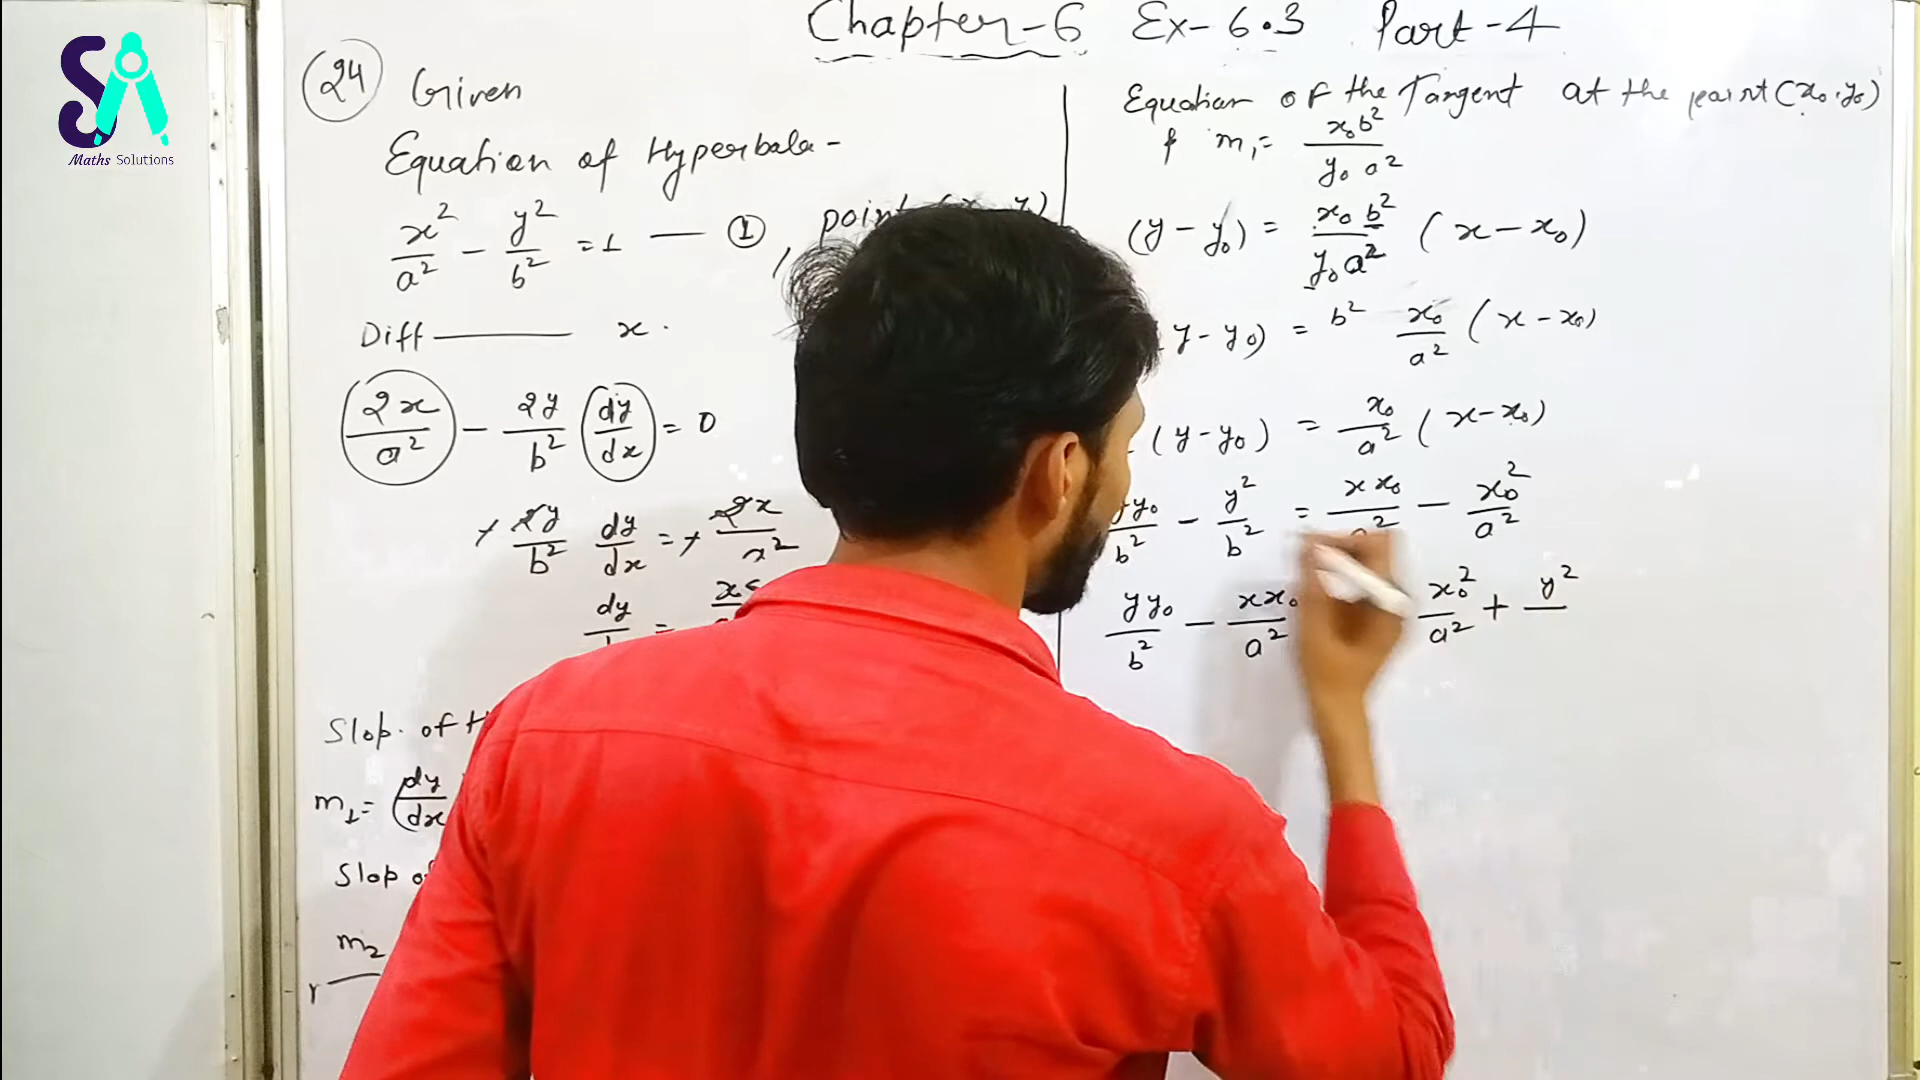 SA
Maths Solutions
Chapter-6 Ex-6.3 Part-4
24 Given
Equation of Hyperbala-
x²/a² - y²/b² = 1 — ①, point
Diff ——— x.
2x/a² - 2y/b² (dy/dx) = 0
+ 2y/b² dy/dx = + 2x/x²
dy
Slop. of H
m₁ = (dy/dx
Slop o
m₂
Equation of the Tangent at the point (x₀, y₀)
& m₁ = x₀b²/y₀a²
(y - y₀) = x₀b²/y₀a² (x - x₀)
y - y₀) = b² x₀/a² (x - x₀)
(y - y₀) = x₀/a² (x - x₀)
yy₀/b² - y²/b² = xx₀/a² - x₀²/a²
yy₀/b² - xx₀/a² x₀²/a² + y²